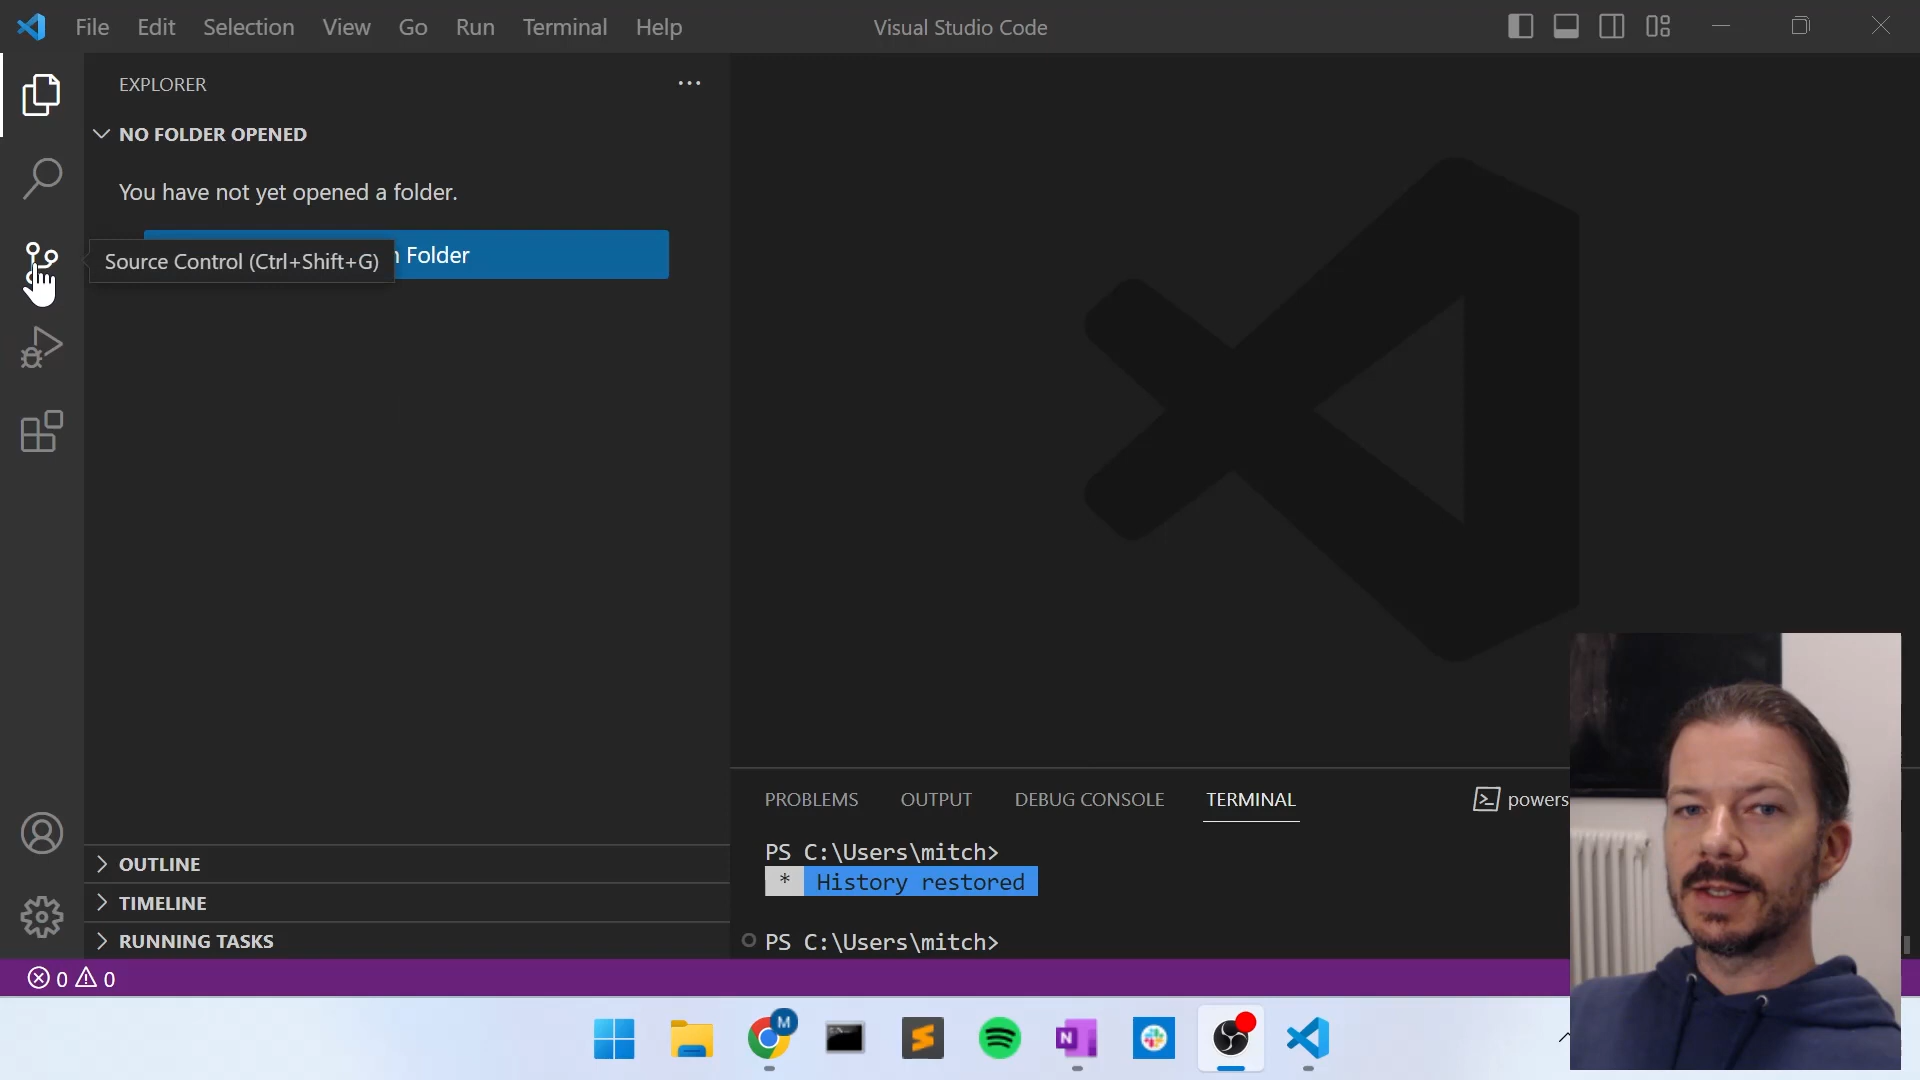 File Edit Selection View Go Run Terminal Help
Visual Studio Code
EXPLORER
NO FOLDER OPENED
You have not yet opened a folder.
Folder
Source Control (Ctrl+Shift+G)
OUTLINE
TIMELINE
RUNNING TASKS
PROBLEMS OUTPUT DEBUG CONSOLE TERMINAL
powers
PS C:\Users\mitch>
* History restored
PS C:\Users\mitch>
0 0
M
N